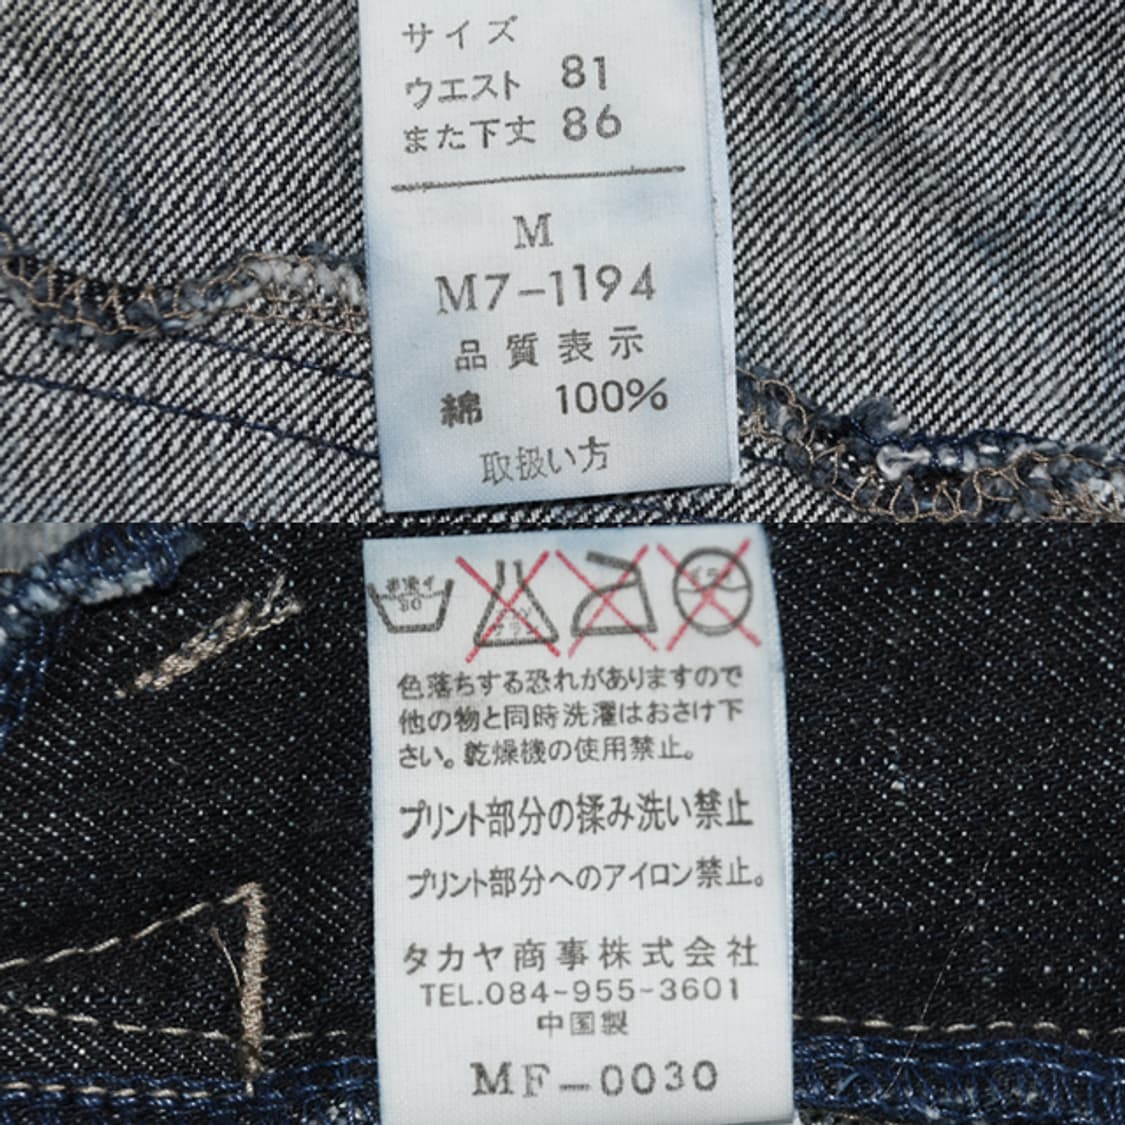 サイズ
ウエスト 81
また下丈 86
M
M7-1194
品質表示
綿 100%
取扱い方
色落ちする恐れがありますので
他の物と同時洗濯はおさけ下
さい。乾燥機の使用禁止。
プリント部分の揉み洗い禁止
プリント部分へのアイロン禁止。
タカヤ商事株式会社
TEL.084-955-3601
中国製
MF-0030